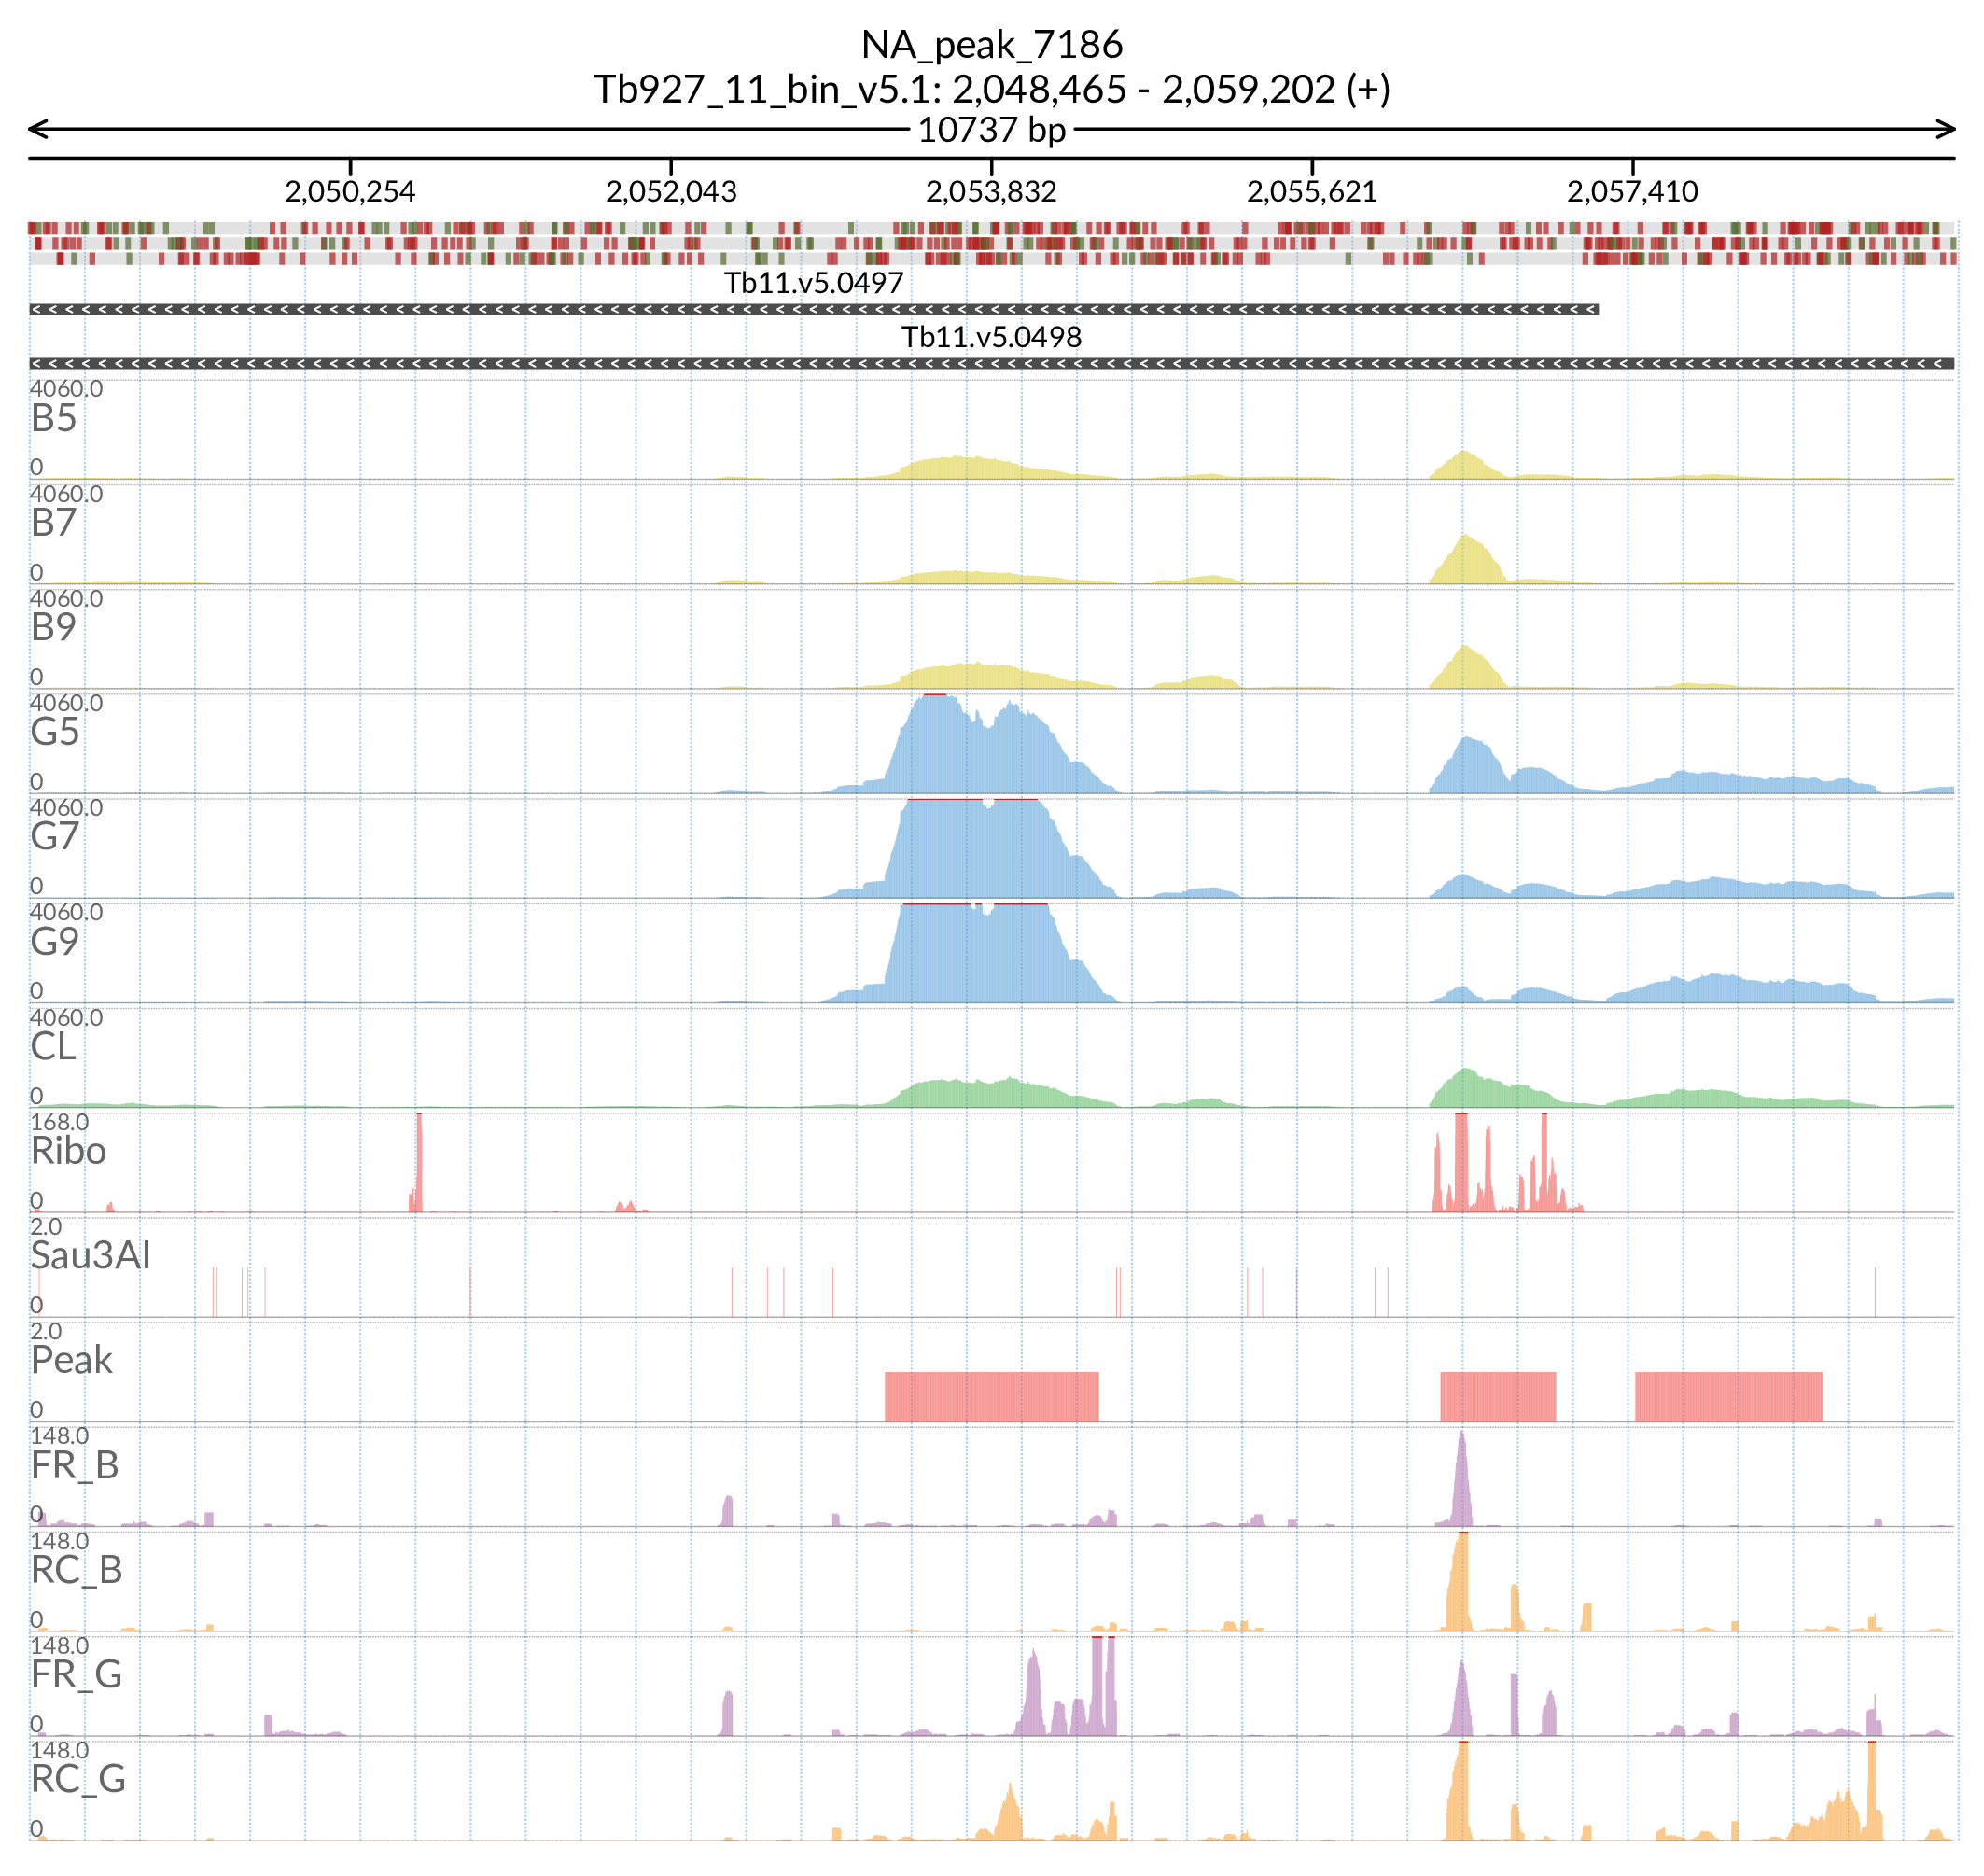 NA_peak_7186
Tb927_11_bin_v5.1: 2,048,465 - 2,059,202 (+)
10737 bp
2,050,254 2,052,043 2,053,832 2,055,621 2,057,410
Tb11.v5.0497
Tb11.v5.0498
4060.0
B5
0
4060.0
B7
0
4060.0
B9
0
4060.0
G5
0
4060.0
G7
0
4060.0
G9
0
4060.0
CL
0
168.0
Ribo
0
2.0
Sau3AI
0
2.0
Peak
0
148.0
FR_B
0
148.0
RC_B
0
148.0
FR_G
0
148.0
RC_G
0